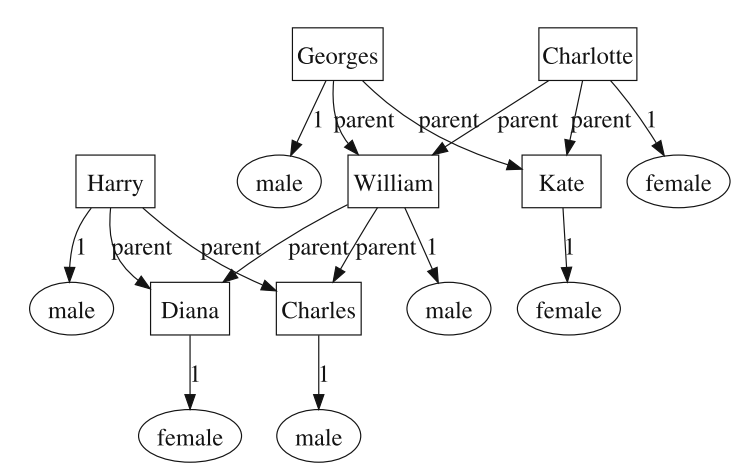 Georges Charlotte
1 parent parent parent parent 1
male female
Harry William Kate
1 parent parent parent parent 1 1
male Diana Charles male female
1 1
female male